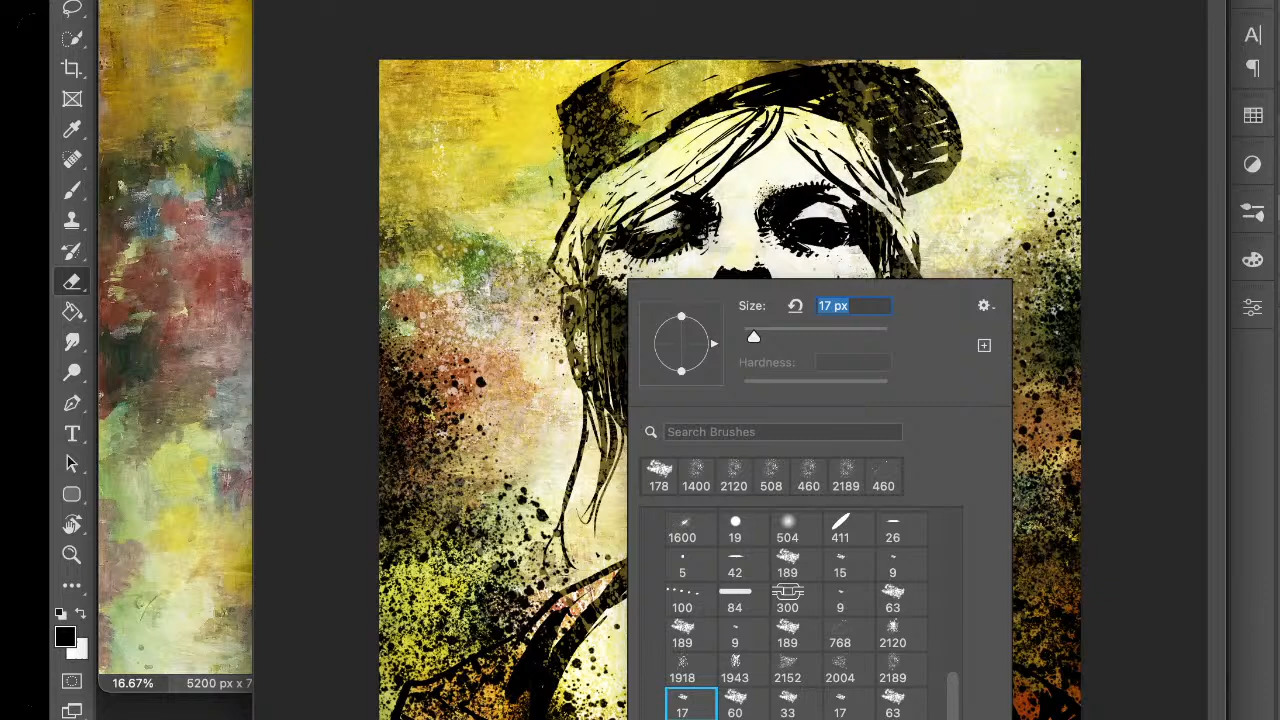 Size: 17 px
Hardness:
Search Brushes
178 1400 2120 508 460 2189 460
1600 19 504 411 26
5 42 189 15 9
100 84 300 9 63
189 9 189 768 2120
1918 1943 2152 2004 2189
17 60 33 17 63
16.67% 5200 px x 7